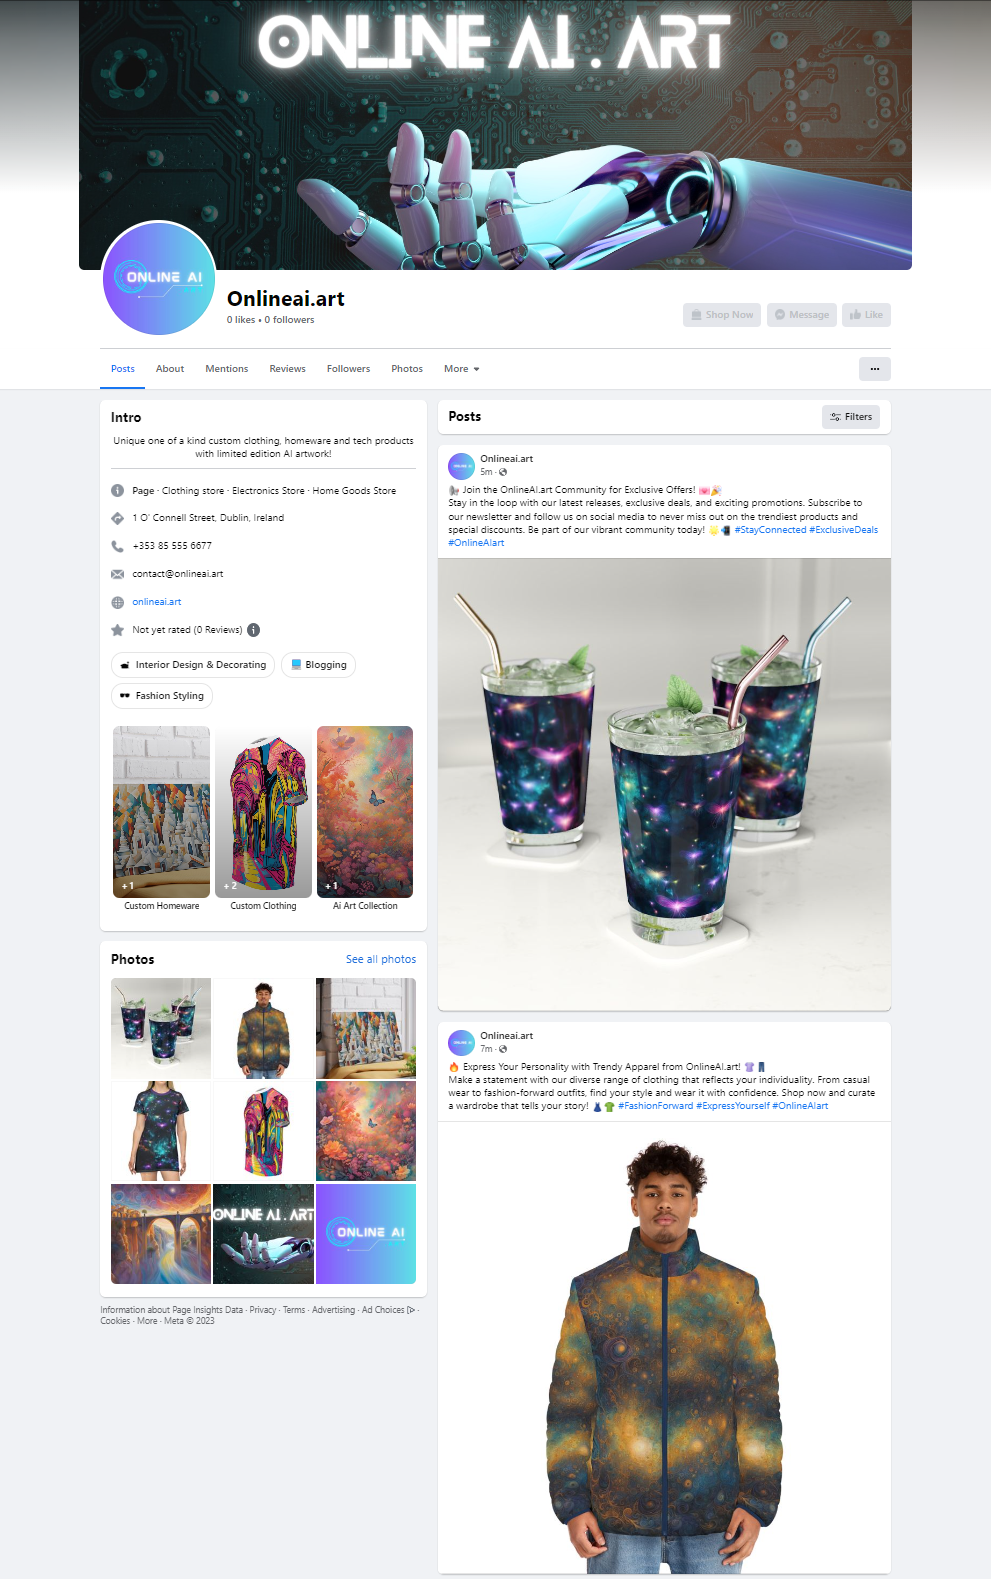 ONLINE AI.ART
ONLINE AI
Onlineai.art
0 likes • 0 followers
Shop Now
Message
Like
Posts
About
Mentions
Reviews
Followers
Photos
More
Intro
Unique one of a kind custom clothing, homeware and tech products
with limited edition AI artwork!
Page · Clothing store · Electronics Store · Home Goods Store
1 O' Connell Street, Dublin, Ireland
+353 85 555 6677
contact@onlineai.art
onlineai.art
Not yet rated (0 Reviews)
Interior Design & Decorating
Blogging
Fashion Styling
+1
+2
+1
Custom Homeware
Custom Clothing
Ai Art Collection
Photos
See all photos
ONLINE AI.ART
ONLINE AI
Information about Page Insights Data · Privacy · Terms · Advertising · Ad Choices ·
Cookies · More · Meta © 2023
Posts
Filters
Onlineai.art
5m ·
Join the OnlineAI.art Community for Exclusive Offers!
Stay in the loop with our latest releases, exclusive deals, and exciting promotions. Subscribe to
our newsletter and follow us on social media to never miss out on the trendiest products and
special discounts. Be part of our vibrant community today! #StayConnected #ExclusiveDeals
#OnlineAIart
Onlineai.art
7m ·
Express Your Personality with Trendy Apparel from OnlineAI.art!
Make a statement with our diverse range of clothing that reflects your individuality. From casual
wear to fashion-forward outfits, find your style and wear it with confidence. Shop now and curate
a wardrobe that tells your story! #FashionForward #ExpressYourself #OnlineAIart